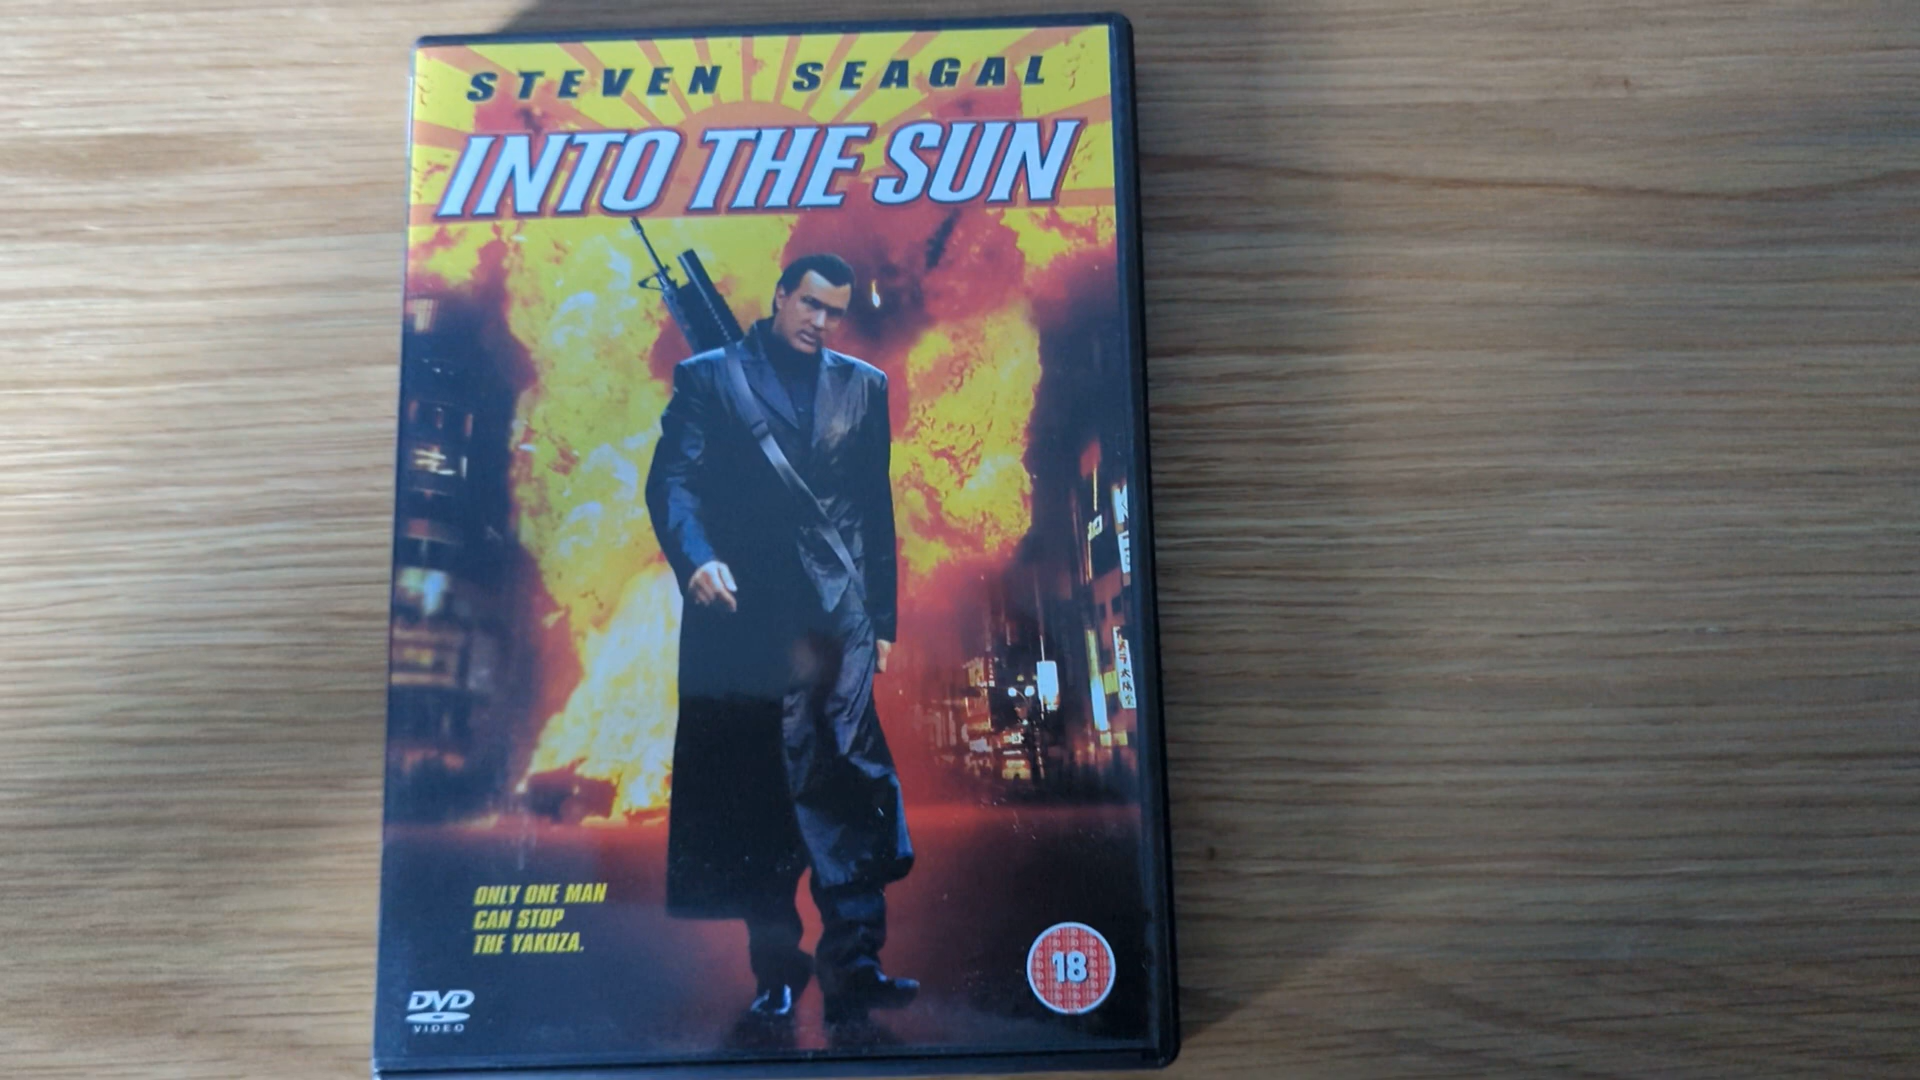 STEVEN SEAGAL
INTO THE SUN
ONLY ONE MAN
CAN STOP
THE YAKUZA.
18
DVD
VIDEO